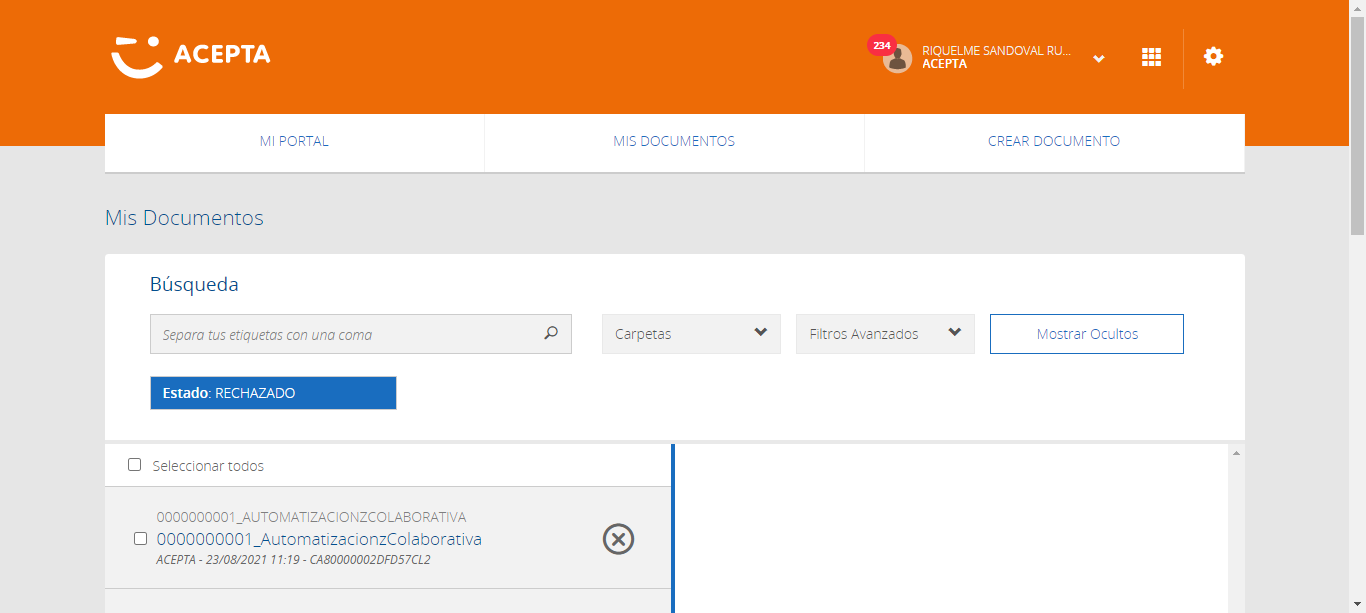 ACEPTA
234
RIQUELME SANDOVAL RU...
ACEPTA
MI PORTAL
MIS DOCUMENTOS
CREAR DOCUMENTO
Mis Documentos
Búsqueda
Separa tus etiquetas con una coma
Carpetas
Filtros Avanzados
Mostrar Ocultos
Estado: RECHAZADO
Seleccionar todos
0000000001_AUTOMATIZACIONZCOLABORATIVA
0000000001_AutomatizacionzColaborativa
ACEPTA - 23/08/2021 11:19 - CA80000002DFD57CL2